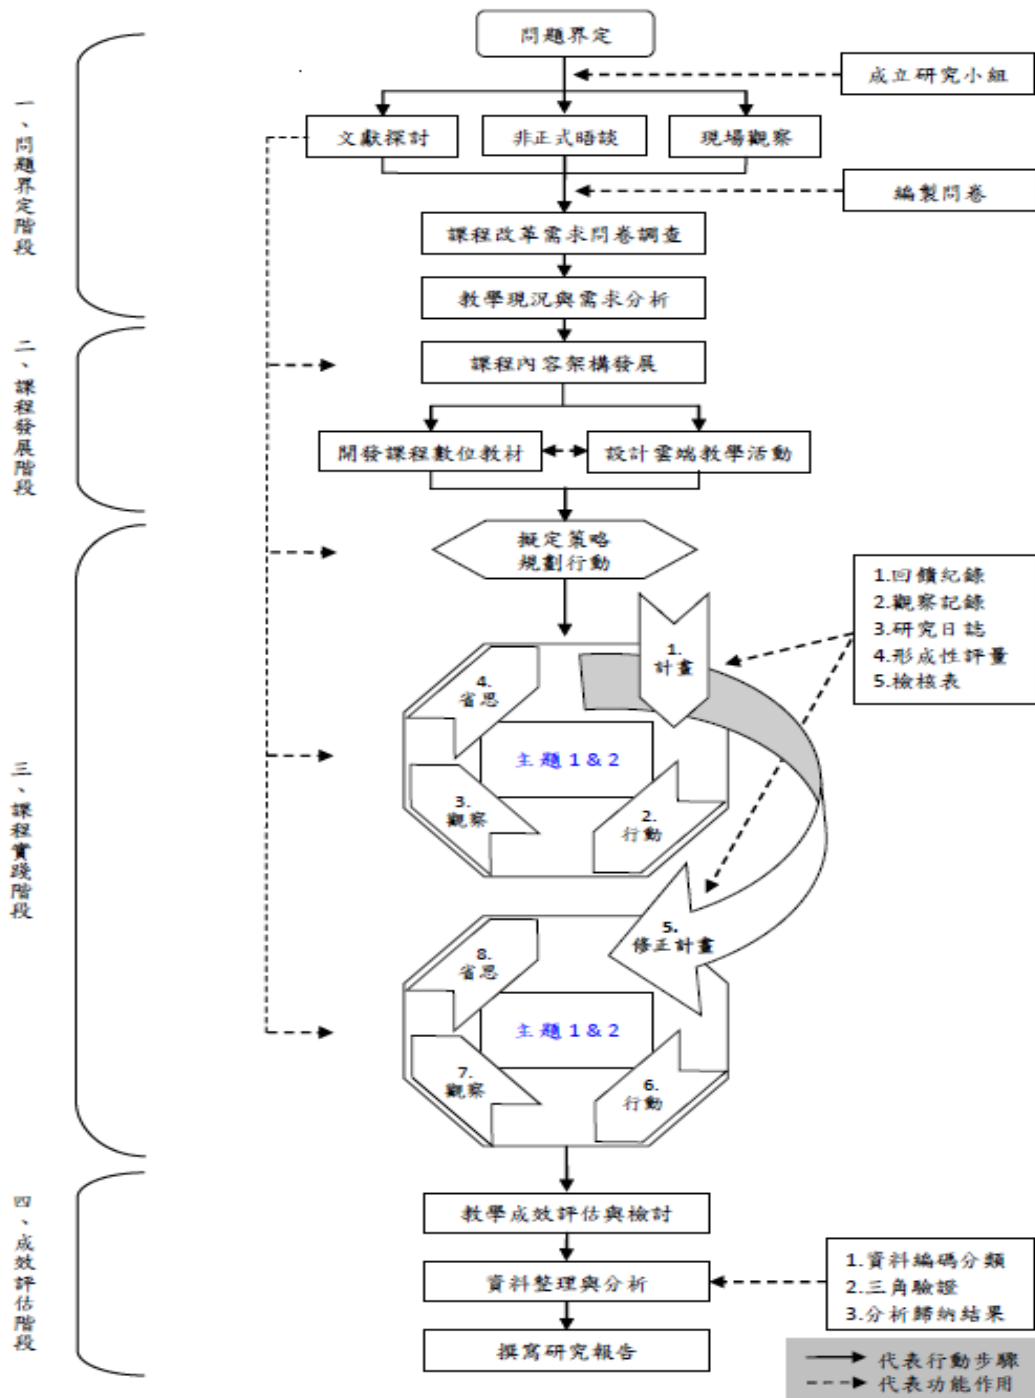 問題界定
成立研究小組
文獻探討
非正式晤談
現場觀察
編製問卷
課程改革需求問卷調查
教學現況與需求分析
一、問題界定階段
課程內容架構發展
開發課程數位教材
設計雲端教學活動
二、課程發展階段
擬定策略
規劃行動
1.回饋紀錄
2.觀察記錄
3.研究日誌
4.形成性評量
5.檢核表
1.
計畫
4.
省思
主題1&2
3.
觀察
2.
行動
5.
修正計畫
8.
省思
主題1&2
7.
觀察
6.
行動
三、課程實踐階段
教學成效評估與檢討
資料整理與分析
1.資料編碼分類
2.三角驗證
3.分析歸納結果
撰寫研究報告
四、成效評估階段
代表行動步驟
代表功能作用